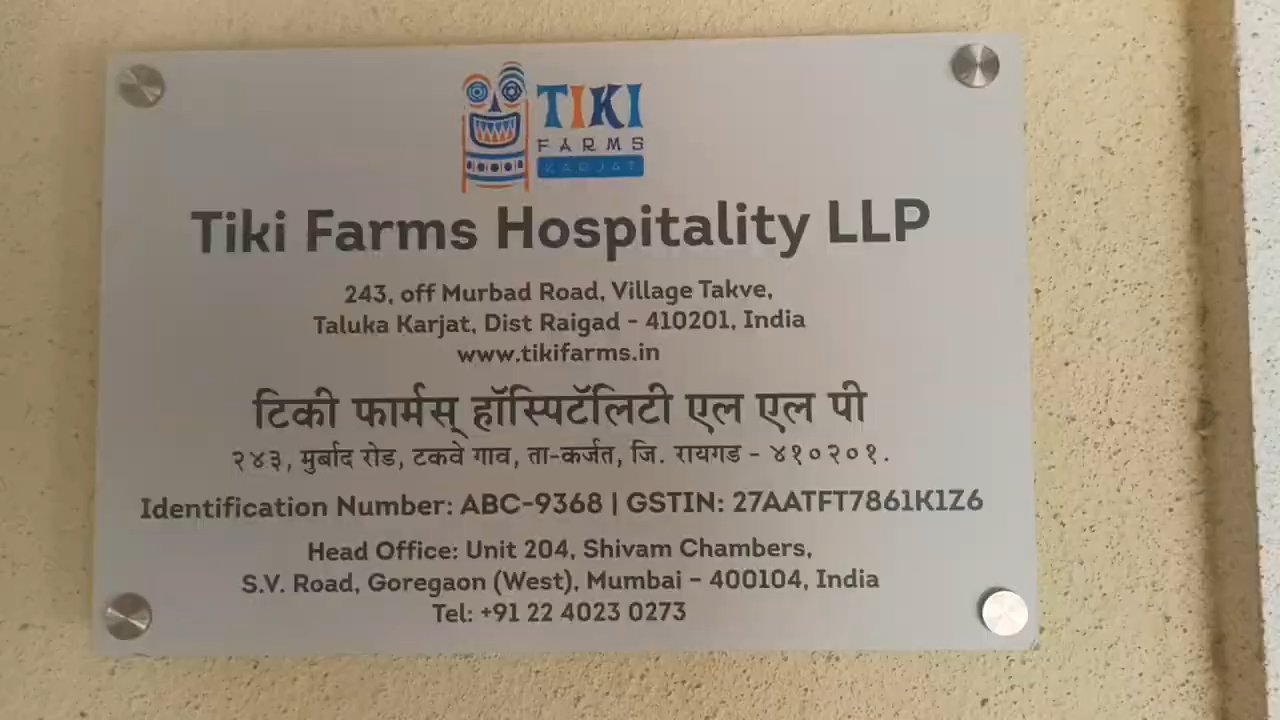 TIKI
FARMS
KARJAT
Tiki Farms Hospitality LLP
243, off Murbad Road, Village Takve,
Taluka Karjat, Dist Raigad - 410201, India
www.tikifarms.in
टिकी फार्मस् हॉस्पिटॅलिटी एल एल पी
२४३, मुर्बाद रोड, टकवे गाव, ता-कर्जत, जि. रायगड - ४१०२०१.
Identification Number: ABC-9368 | GSTIN: 27AATFT7861K1Z6
Head Office: Unit 204, Shivam Chambers,
S.V. Road, Goregaon (West), Mumbai - 400104, India
Tel: +91 22 4023 0273